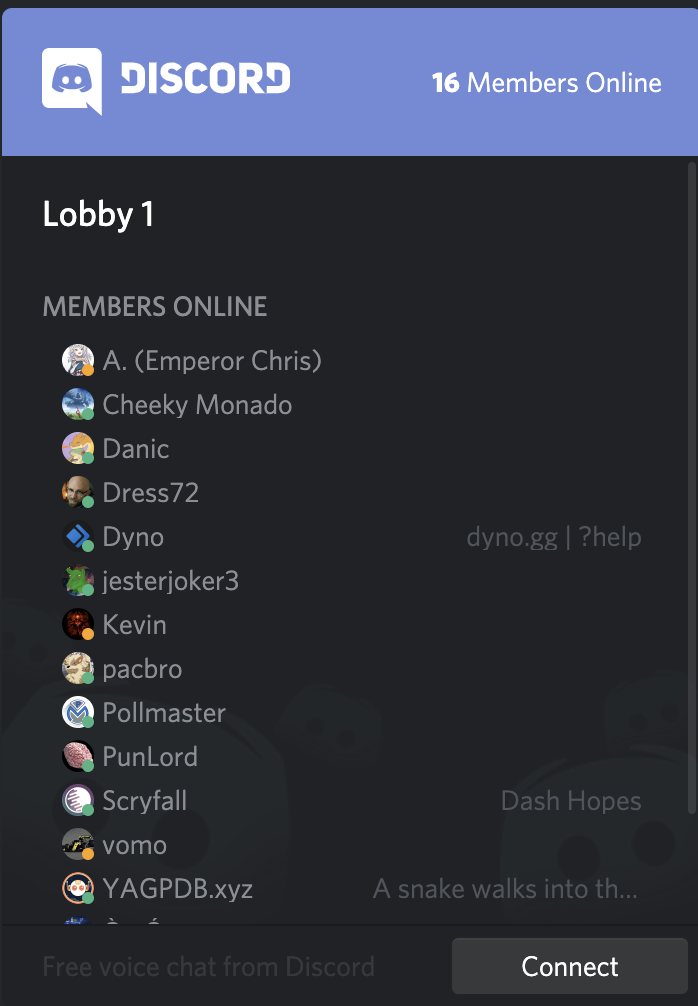 DISCORD
16 Members Online
Lobby 1
MEMBERS ONLINE
A. (Emperor Chris)
Cheeky Monado
Danic
Dress72
Dyno dyno.gg | ?help
jesterjoker3
Kevin
pacbro
Pollmaster
PunLord
Scryfall Dash Hopes
vomo
YAGPDB.xyz A snake walks into th...
Free voice chat from Discord
Connect